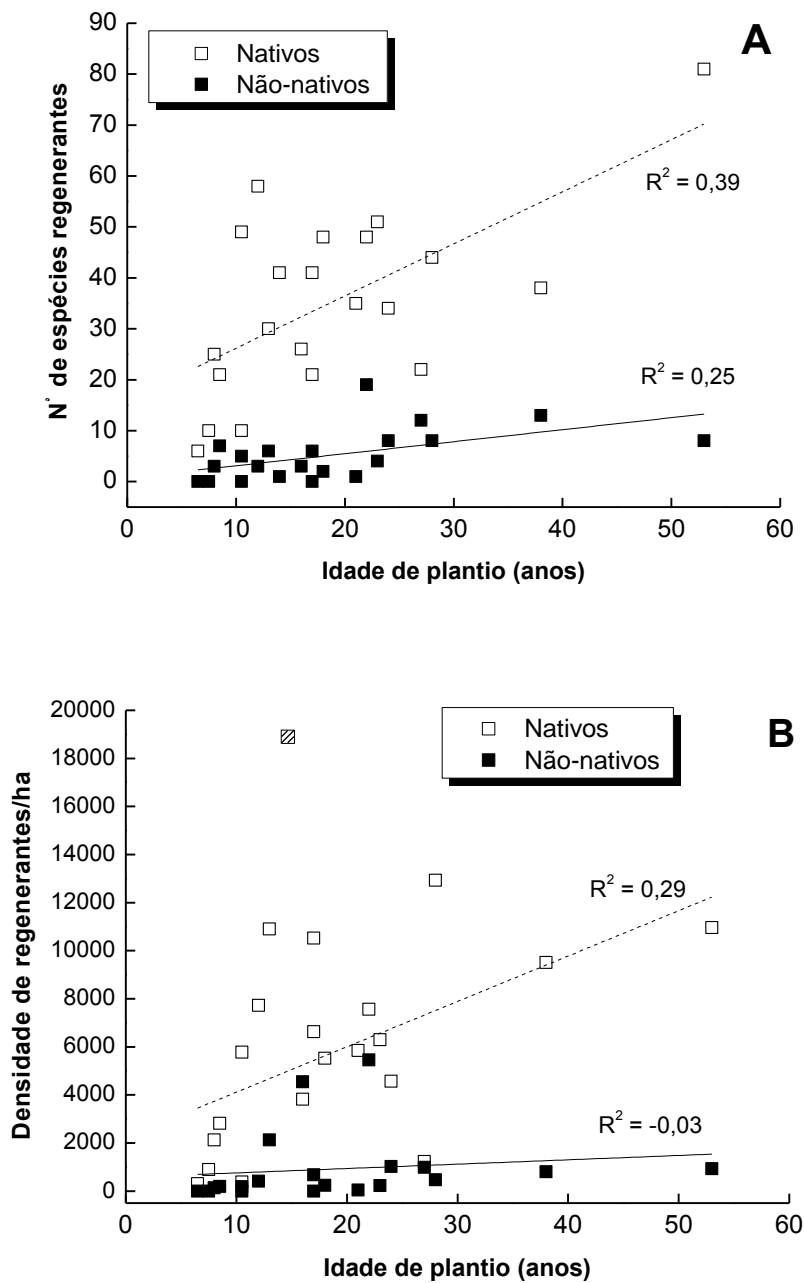 A
Nativos
Não-nativos
90
80
70
60
50
40
30
20
10
0
R² = 0,39
R² = 0,25
Nº de espécies regenerantes
0 10 20 30 40 50 60
Idade de plantio (anos)
B
Nativos
Não-nativos
20000
18000
16000
14000
12000
10000
8000
6000
4000
2000
0
R² = 0,29
R² = -0,03
Densidade de regenerantes/ha
0 10 20 30 40 50 60
Idade de plantio (anos)